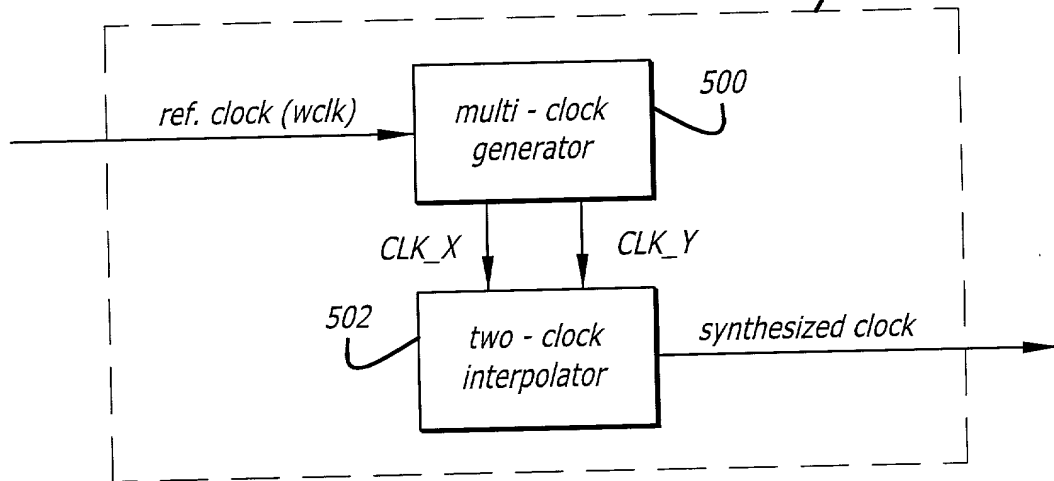 500
ref. clock (wclk)
multi - clock
generator
CLK_X
CLK_Y
502
two - clock
interpolator
synthesized clock